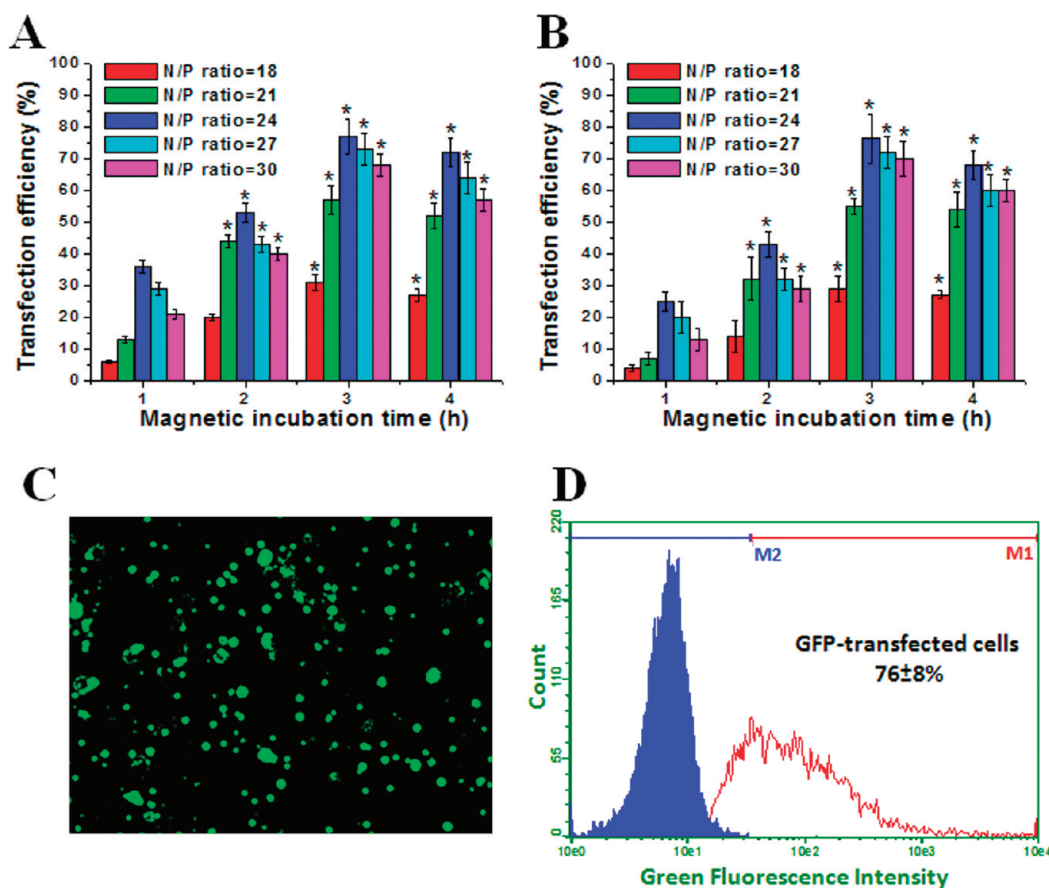 A
N/P ratio=18
N/P ratio=21
N/P ratio=24
N/P ratio=27
N/P ratio=30
Transfection efficiency (%)
100
90
80
70
60
50
40
30
20
10
0
* * * *
* * * * *
* * * * *
1 2 3 4
Magnetic incubation time (h)
B
N/P ratio=18
N/P ratio=21
N/P ratio=24
N/P ratio=27
N/P ratio=30
Transfection efficiency (%)
100
90
80
70
60
50
40
30
20
10
0
* * * *
* * * * *
* * * * *
1 2 3 4
Magnetic incubation time (h)
C
D
220
165
110
55
0
Count
M2
M1
GFP-transfected cells
76±8%
10e0 10e1 10e2 10e3 10e4
Green Fluorescence Intensity